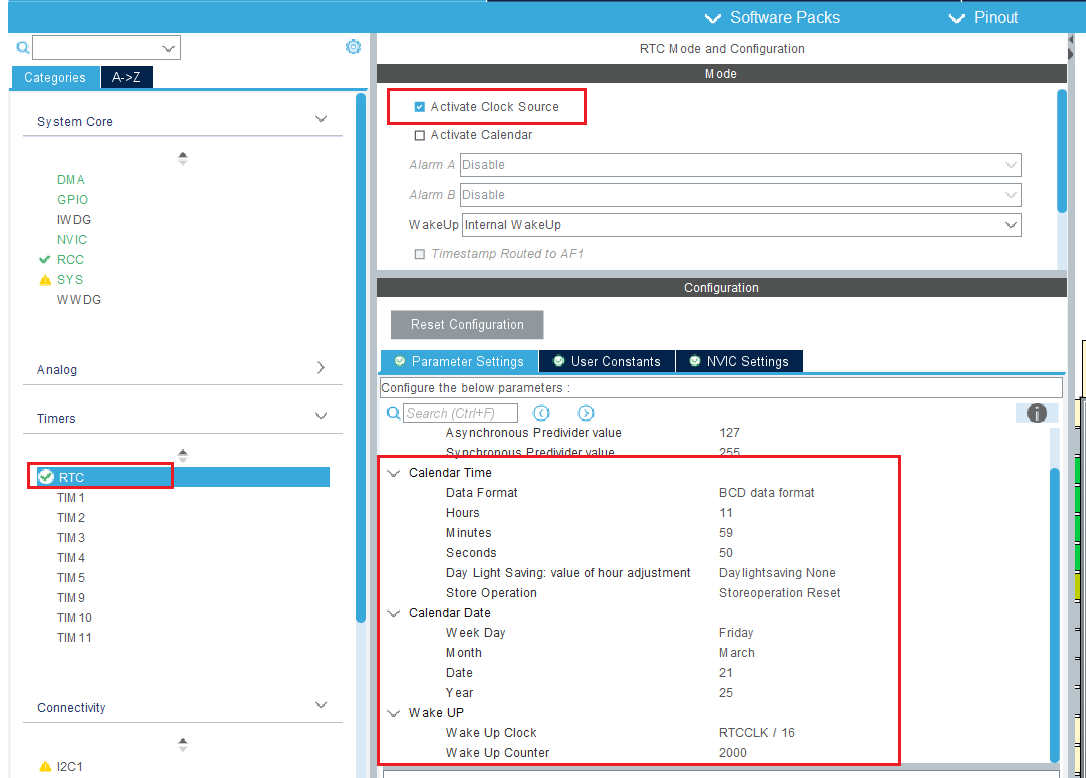 Software Packs
Pinout
Categories
A->Z
System Core
DMA
GPIO
IWDG
NVIC
RCC
SYS
WWDG
Analog
Timers
RTC
TIM1
TIM2
TIM3
TIM4
TIM5
TIM9
TIM10
TIM11
Connectivity
I2C1
RTC Mode and Configuration
Mode
Activate Clock Source
Activate Calendar
Alarm A Disable
Alarm B Disable
WakeUp Internal WakeUp
Timestamp Routed to AF1
Configuration
Reset Configuration
Parameter Settings
User Constants
NVIC Settings
Configure the below parameters :
Search (Ctrl+F)
Asynchronous Predivider value 127
Synchronous Predivider value 255
Calendar Time
Data Format BCD data format
Hours 11
Minutes 59
Seconds 50
Day Light Saving: value of hour adjustment Daylightsaving None
Store Operation Storeoperation Reset
Calendar Date
Week Day Friday
Month March
Date 21
Year 25
Wake UP
Wake Up Clock RTCCLK / 16
Wake Up Counter 2000